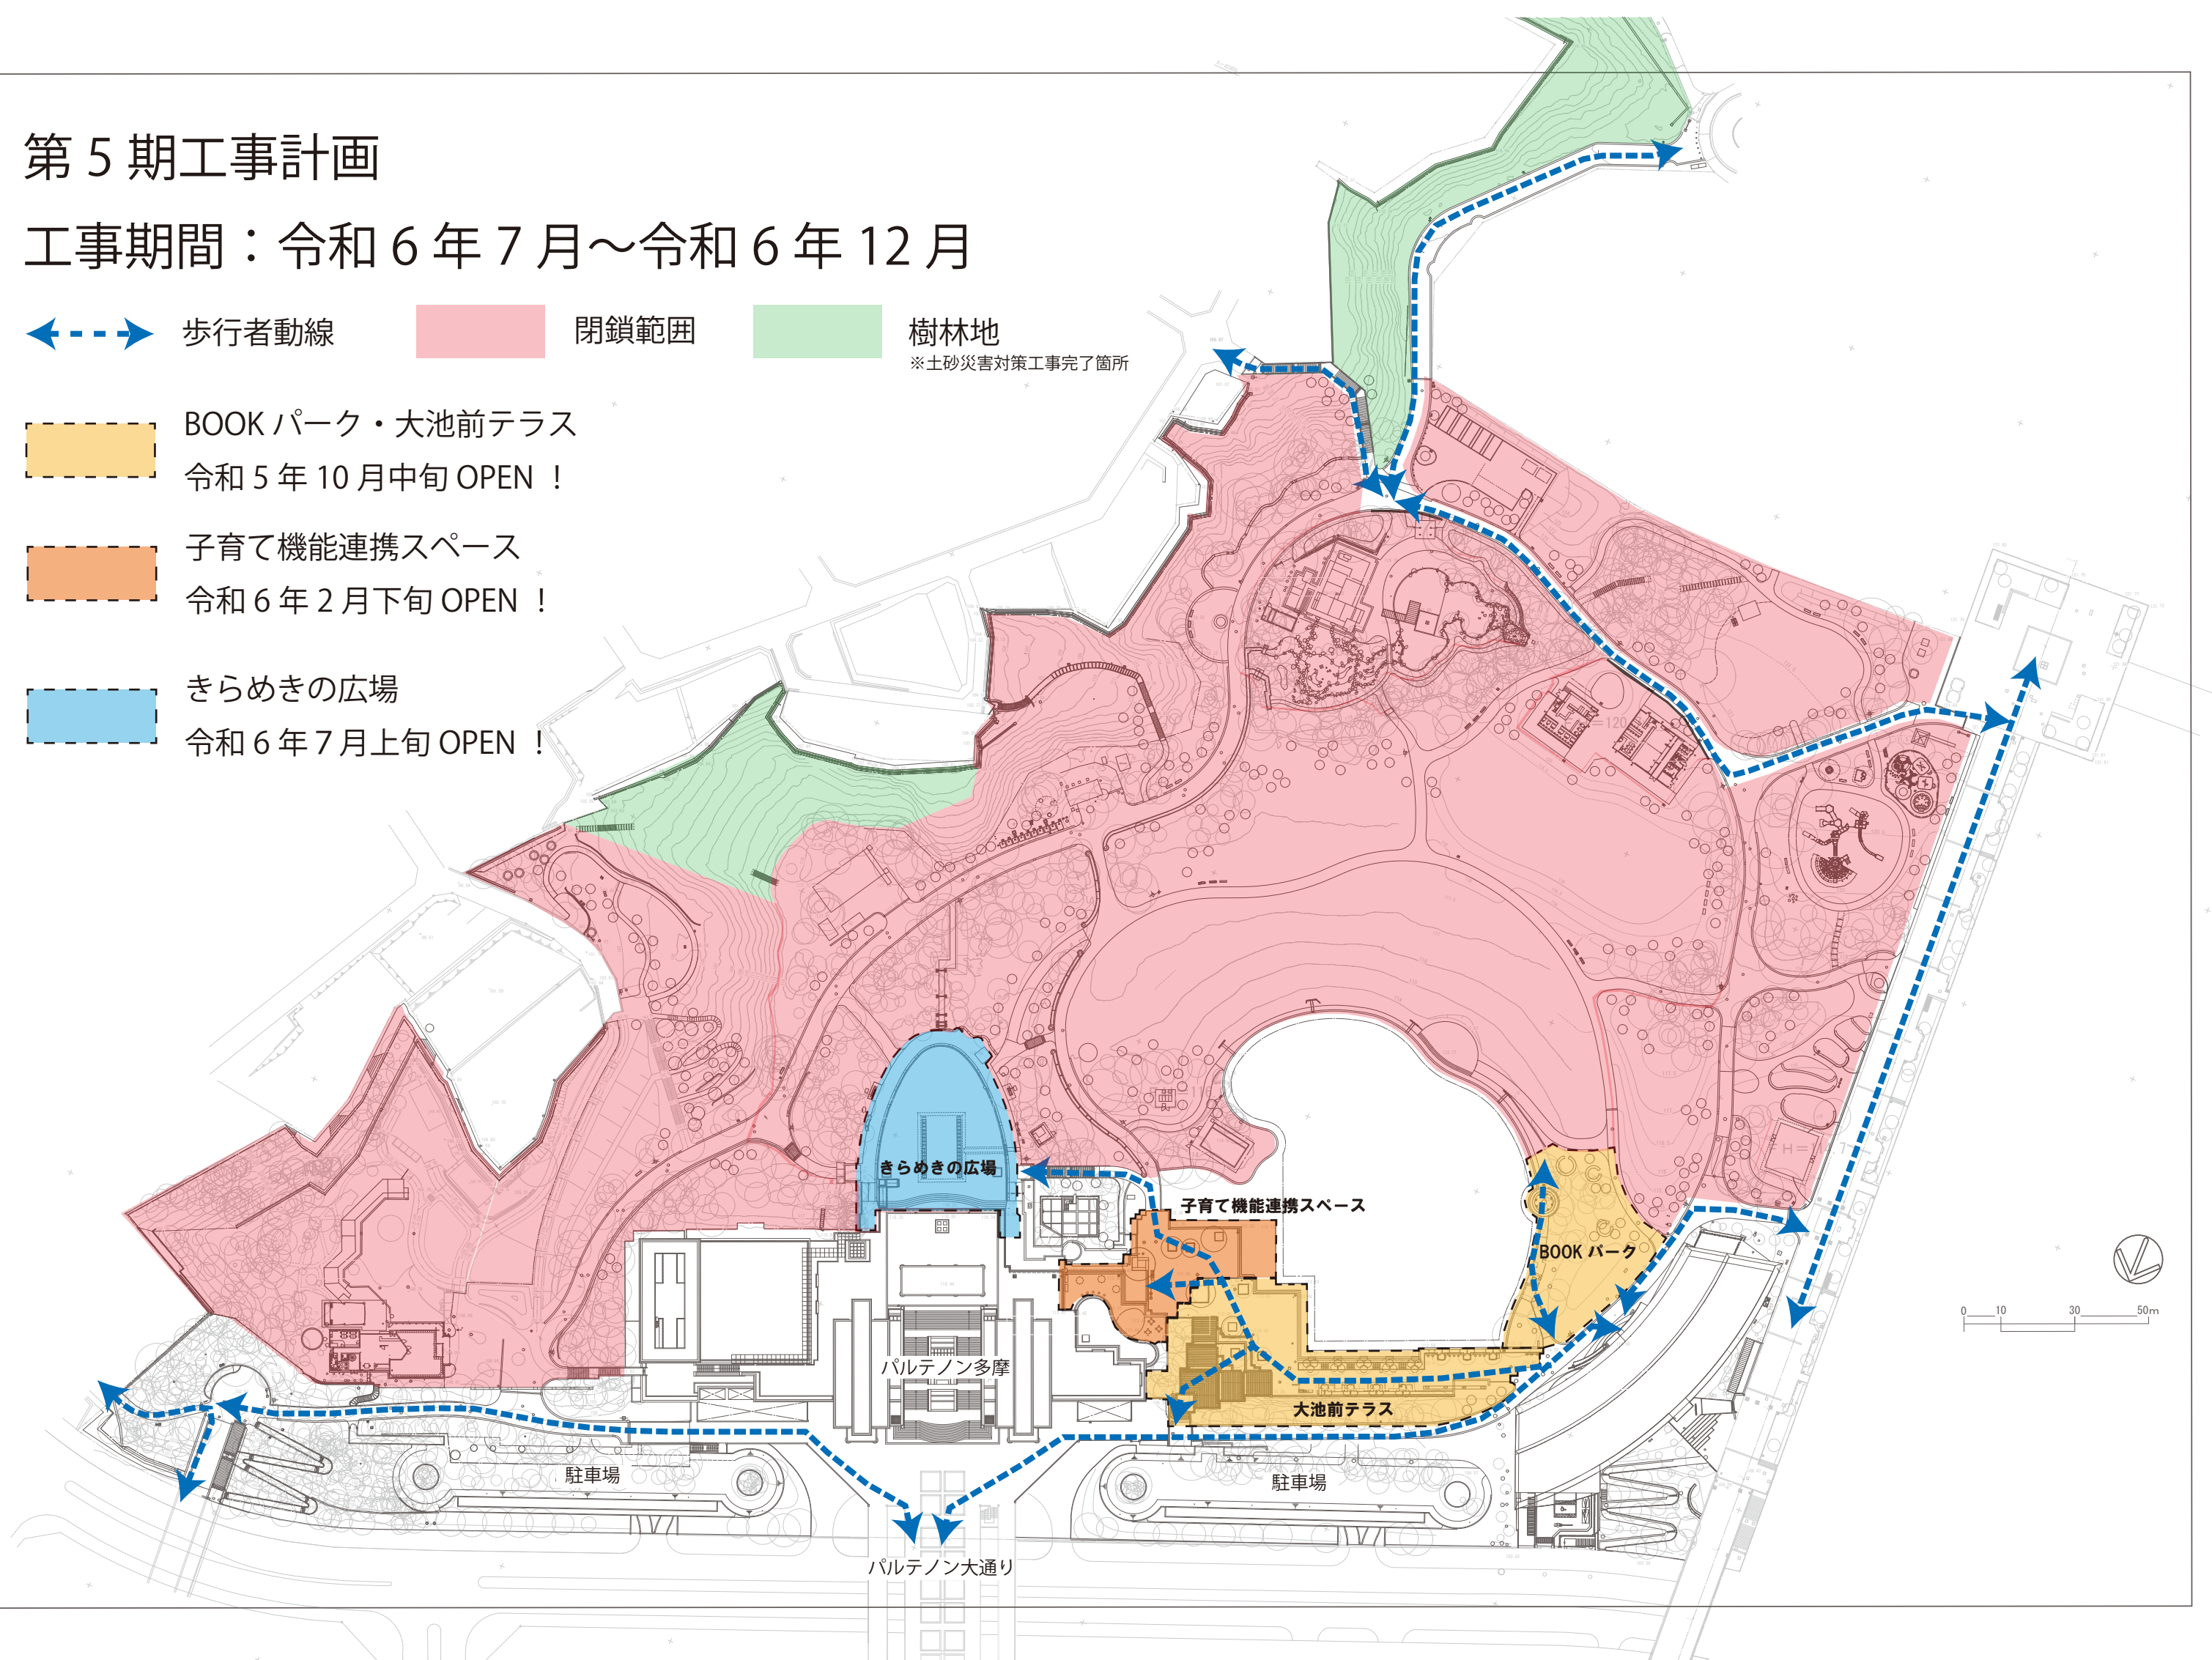 第 5 期工事計画
工事期間：令和 6 年 7 月～令和 6 年 12 月
歩行者動線
閉鎖範囲
樹林地
※土砂災害対策工事完了箇所
BOOK パーク・大池前テラス
令和 5 年 10 月中旬 OPEN ！
子育て機能連携スペース
令和 6 年 2 月下旬 OPEN ！
きらめきの広場
令和 6 年 7 月上旬 OPEN ！
きらめきの広場
子育て機能連携スペース
BOOK パーク
0 10 30 50m
パルテノン多摩
大池前テラス
駐車場
駐車場
パルテノン大通り